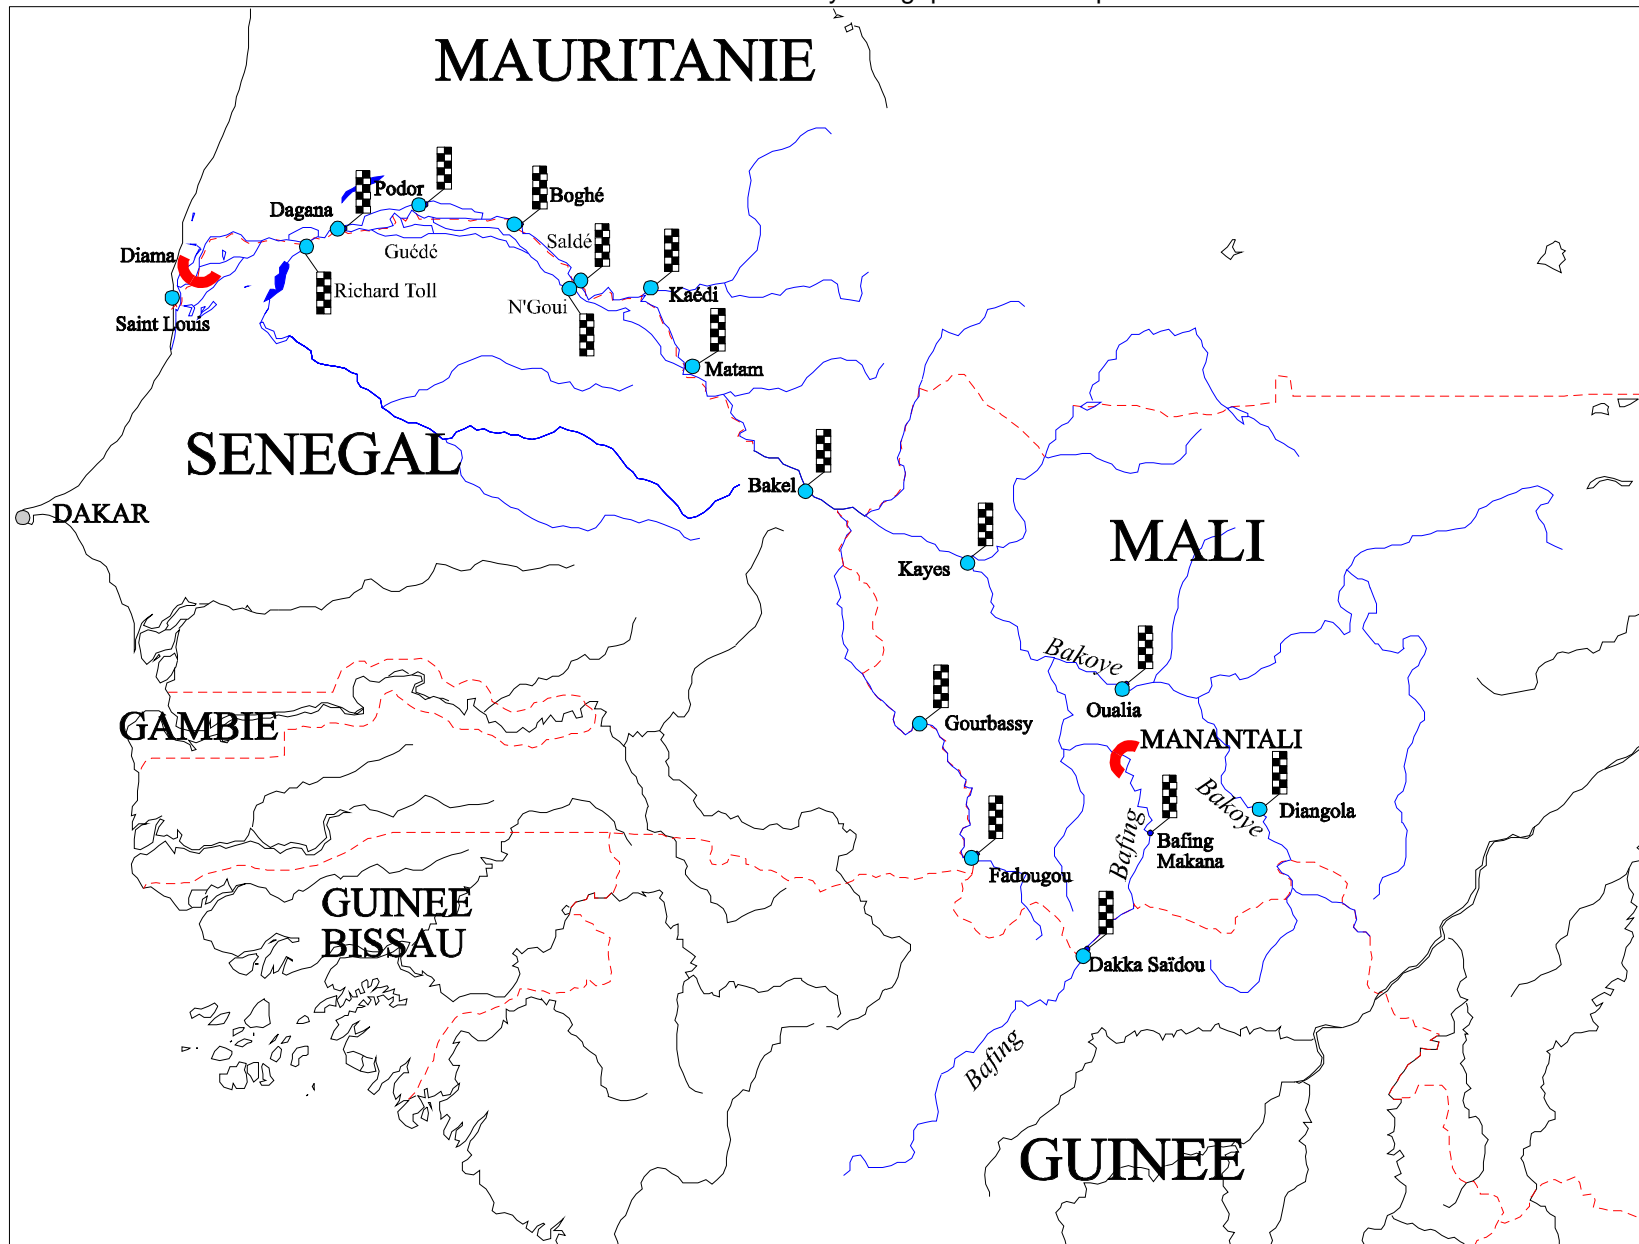 MAURITANIE
Podor
Boghé
Dagana
Saldé
Guédé
Diama
Richard Toll
Kaédi
N'Goui
Saint Louis
Matam
SENEGAL
Bakel
DAKAR
MALI
Kayes
Bakoye
Oualia
GAMBIE
Gourbassy
MANANTALI
Bakoye
Diangola
Bafing
Bafing
Makana
Fadougou
GUINEE
BISSAU
Dakka Saïdou
Bafing
GUINEE